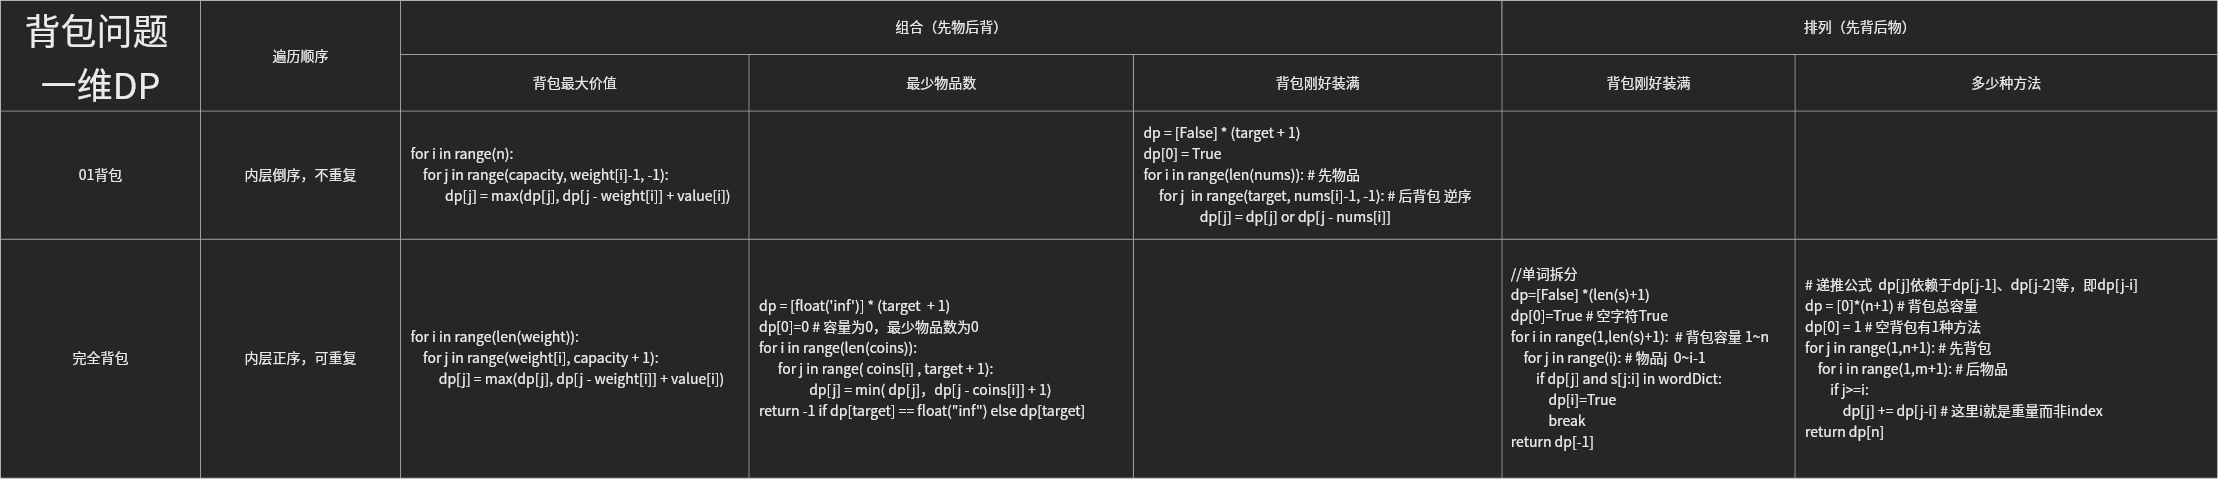 背包问题
一维DP
遍历顺序
组合（先物后背）
排列（先背后物）
背包最大价值
最少物品数
背包刚好装满
背包刚好装满
多少种方法
01背包
内层倒序，不重复
for i in range(n):
for j in range(capacity, weight[i]-1, -1):
dp[j] = max(dp[j], dp[j - weight[i]] + value[i])
dp = [False] * (target + 1)
dp[0] = True
for i in range(len(nums)): # 先物品
for j  in range(target, nums[i]-1, -1): # 后背包 逆序
dp[j] = dp[j] or dp[j - nums[i]]
完全背包
内层正序，可重复
for i in range(len(weight)):
for j in range(weight[i], capacity + 1):
dp[j] = max(dp[j], dp[j - weight[i]] + value[i])
dp = [float('inf')] * (target  + 1)
dp[0]=0 # 容量为0，最少物品数为0
for i in range(len(coins)):
for j in range( coins[i] , target + 1):
dp[j] = min( dp[j]，dp[j - coins[i]] + 1)
return -1 if dp[target] == float("inf") else dp[target]
//单词拆分
dp=[False] *(len(s)+1)
dp[0]=True # 空字符True
for i in range(1,len(s)+1):  # 背包容量 1~n
for j in range(i): # 物品j  0~i-1
if dp[j] and s[j:i] in wordDict:
dp[i]=True
break
return dp[-1]
# 递推公式  dp[j]依赖于dp[j-1]、dp[j-2]等，即dp[j-i]
dp = [0]*(n+1) # 背包总容量
dp[0] = 1 # 空背包有1种方法
for j in range(1,n+1): # 先背包
for i in range(1,m+1): # 后物品
if j>=i:
dp[j] += dp[j-i] # 这里i就是重量而非index
return dp[n]